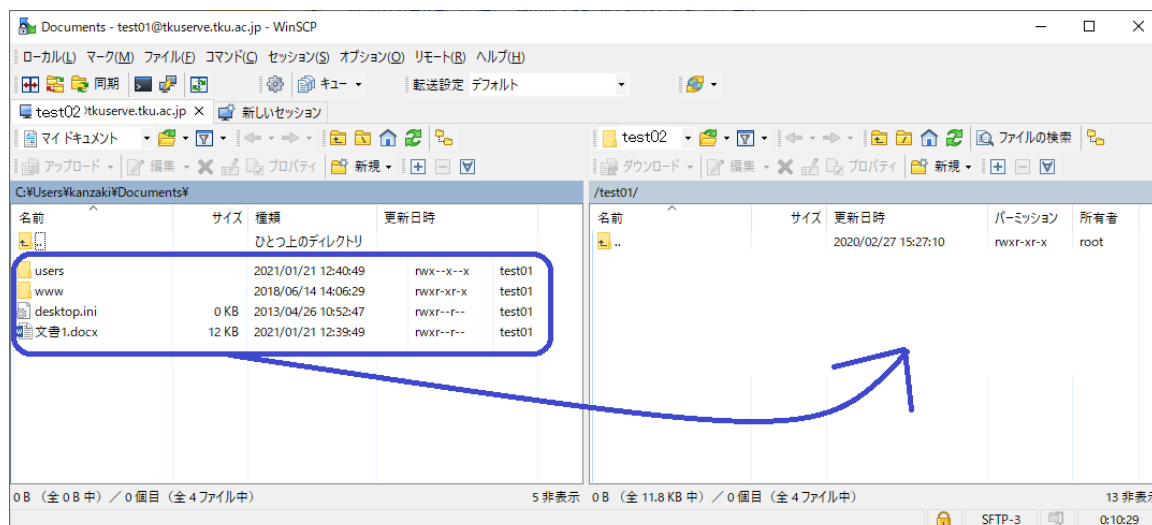 Documents - test01@tkuserve.tku.ac.jp - WinSCP
ローカル(L) マーク(M) ファイル(F) コマンド(C) セッション(S) オプション(O) リモート(R) ヘルプ(H)
同期 キュー 転送設定 デフォルト
test02 tkuserve.tku.ac.jp × 新しいセッション
マイ ドキュメント
アップロード 編集 プロパティ 新規
C:¥Users¥kanzaki¥Documents¥
名前 サイズ 種類 更新日時
.. ひとつ上のディレクトリ
users 2021/01/21 12:40:49 rwx--x--x test01
www 2018/06/14 14:06:29 rwxr-xr-x test01
desktop.ini 0 KB 2013/04/26 10:52:47 rwxr--r-- test01
文書1.docx 12 KB 2021/01/21 12:39:49 rwxr--r-- test01
0 B （全 0 B 中）／ 0 個目（全 4 ファイル中） 5 非表示
test02 ファイルの検索
ダウンロード 編集 プロパティ 新規
/test01/
名前 サイズ 更新日時 パーミッション 所有者
.. 2020/02/27 15:27:10 rwxr-xr-x root
0 B （全 11.8 KB 中）／ 0 個目（全 4 ファイル中） 13 非表示
SFTP-3 0:10:29